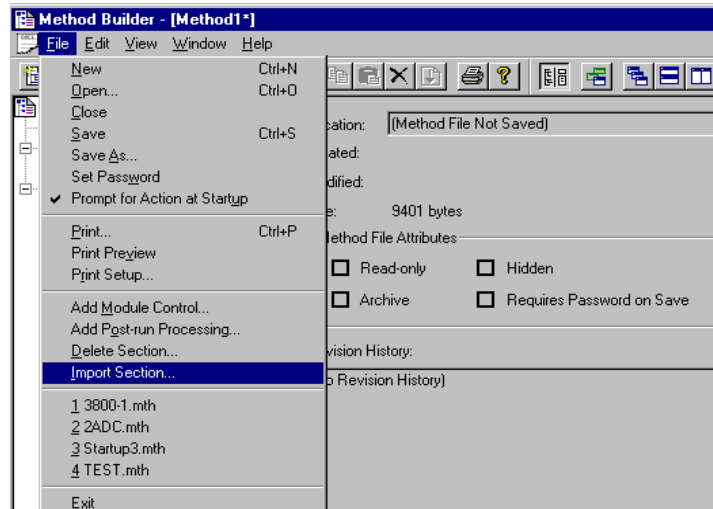 Method Builder - [Method1*]
File Edit View Window Help
New Ctrl+N
Open... Ctrl+O
Close
Save Ctrl+S
Save As...
Set Password
✔ Prompt for Action at Startup
Print... Ctrl+P
Print Preview
Print Setup...
Add Module Control...
Add Post-run Processing...
Delete Section...
Import Section...
1 3800-1.mth
2 2ADC.mth
3 Startup3.mth
4 TEST.mth
Exit
cation: (Method File Not Saved)
ated:
dified:
e: 9401 bytes
ethod File Attributes
Read-only Hidden
Archive Requires Password on Save
vision History:
o Revision History)